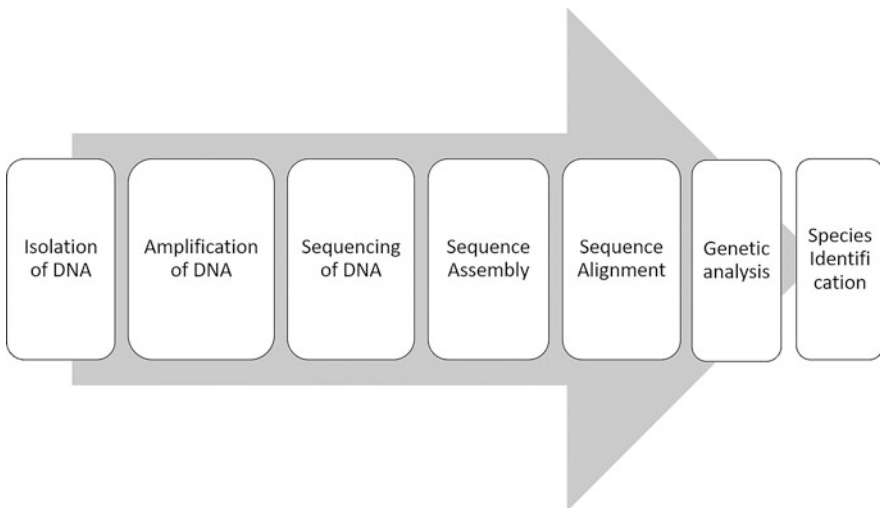 Isolation
of DNA
Amplification
of DNA
Sequencing
of DNA
Sequence
Assembly
Sequence
Alignment
Genetic
analysis
Species
Identifi
cation